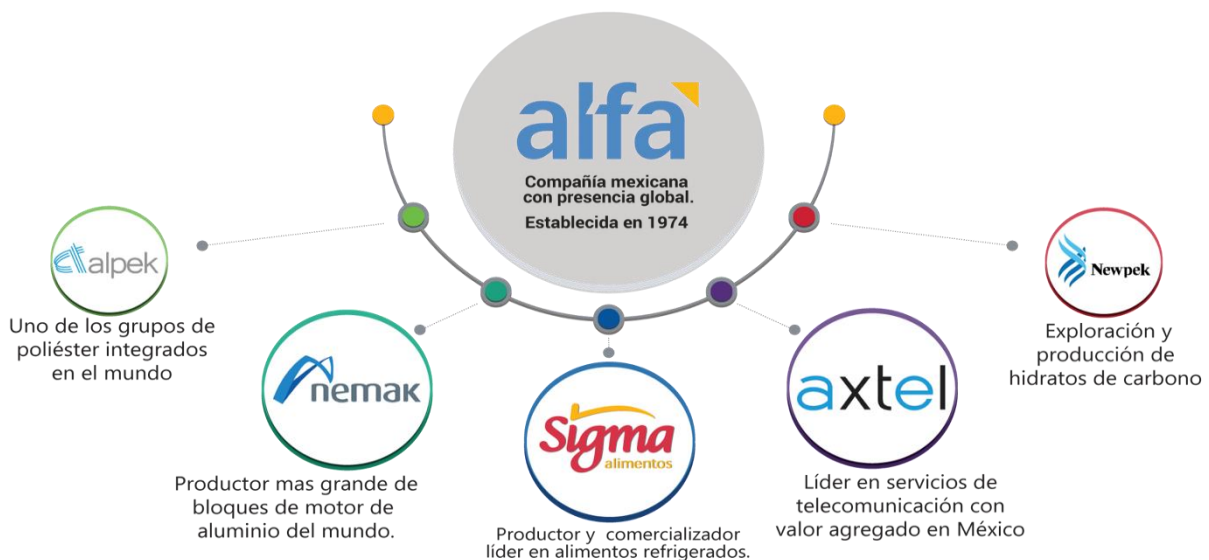 alfa
Compañía mexicana
con presencia global.
Establecida en 1974
alpek
Uno de los grupos de
poliéster integrados
en el mundo
nemak
Productor mas grande de
bloques de motor de
aluminio del mundo.
Sigma
alimentos
Productor y comercializador
líder en alimentos refrigerados.
axtel
Líder en servicios de
telecomunicación con
valor agregado en México
Newpek
Exploración y
producción de
hidratos de carbono